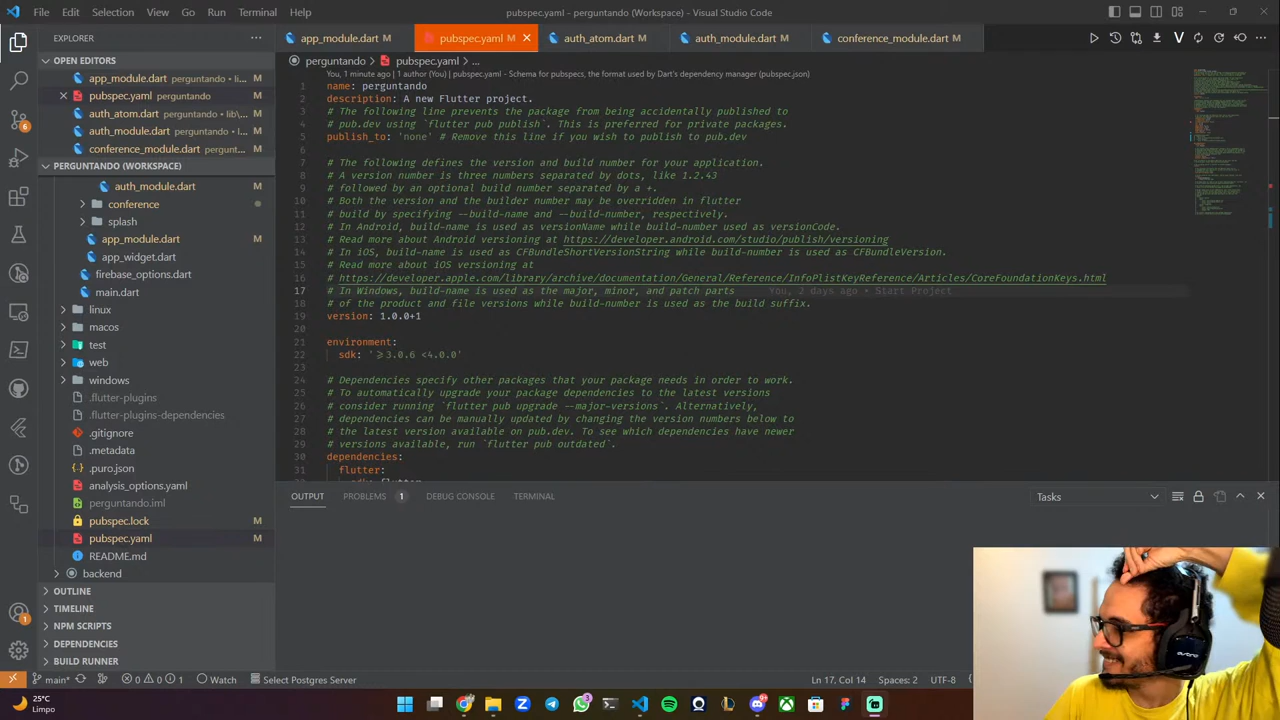 File Edit Selection View Go Run Terminal Help
pubspec.yaml - perguntando (Workspace) - Visual Studio Code
EXPLORER
OPEN EDITORS
app_module.dart perguntando • li... M
pubspec.yaml perguntando M
auth_atom.dart perguntando • lib\... M
auth_module.dart perguntando • l... M
conference_module.dart pergunt... M
PERGUNTANDO (WORKSPACE)
auth_module.dart M
conference
splash
app_module.dart M
app_widget.dart
firebase_options.dart
main.dart
linux
macos
test
web
windows
.flutter-plugins
.flutter-plugins-dependencies
.gitignore
.metadata
.puro.json
analysis_options.yaml
perguntando.iml
pubspec.lock M
pubspec.yaml M
README.md
backend
OUTLINE
TIMELINE
NPM SCRIPTS
DEPENDENCIES
BUILD RUNNER
6
1
app_module.dart M
pubspec.yaml M
auth_atom.dart M
auth_module.dart M
conference_module.dart M
perguntando > pubspec.yaml > ...
You, 1 minute ago | 1 author (You) | pubspec.yaml - Schema for pubspecs, the format used by Dart's dependency manager (pubspec.json)
1 name: perguntando
2 description: A new Flutter project.
3 # The following line prevents the package from being accidentally published to
4 # pub.dev using `flutter pub publish`. This is preferred for private packages.
5 publish_to: 'none' # Remove this line if you wish to publish to pub.dev
6
7 # The following defines the version and build number for your application.
8 # A version number is three numbers separated by dots, like 1.2.43
9 # followed by an optional build number separated by a +.
10 # Both the version and the builder number may be overridden in flutter
11 # build by specifying --build-name and --build-number, respectively.
12 # In Android, build-name is used as versionName while build-number used as versionCode.
13 # Read more about Android versioning at https://developer.android.com/studio/publish/versioning
14 # In iOS, build-name is used as CFBundleShortVersionString while build-number is used as CFBundleVersion.
15 # Read more about iOS versioning at
16 # https://developer.apple.com/library/archive/documentation/General/Reference/InfoPlistKeyReference/Articles/CoreFoundationKeys.html
17 # In Windows, build-name is used as the major, minor, and patch parts You, 2 days ago • Start Project
18 # of the product and file versions while build-number is used as the build suffix.
19 version: 1.0.0+1
20
21 environment:
22 sdk: '>=3.0.6 <4.0.0'
23
24 # Dependencies specify other packages that your package needs in order to work.
25 # To automatically upgrade your package dependencies to the latest versions
26 # consider running `flutter pub upgrade --major-versions`. Alternatively,
27 # dependencies can be manually updated by changing the version numbers below to
28 # the latest version available on pub.dev. To see which dependencies have newer
29 # versions available, run `flutter pub outdated`.
30 dependencies:
31 flutter:
OUTPUT PROBLEMS 1 DEBUG CONSOLE TERMINAL
Tasks
main* 0 0 1 Watch Select Postgres Server
Ln 17, Col 14 Spaces: 2 UTF-8
25°C
Limpo
3
9+